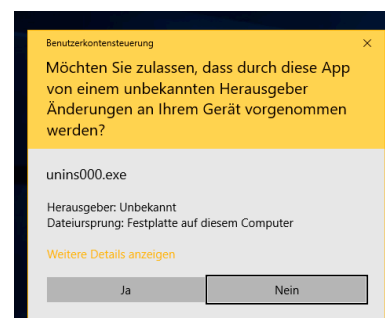 Benutzerkontensteuerung
Möchten Sie zulassen, dass durch diese App
von einem unbekannten Herausgeber
Änderungen an Ihrem Gerät vorgenommen
werden?
unins000.exe
Herausgeber: Unbekannt
Dateiursprung: Festplatte auf diesem Computer
Weitere Details anzeigen
Ja Nein